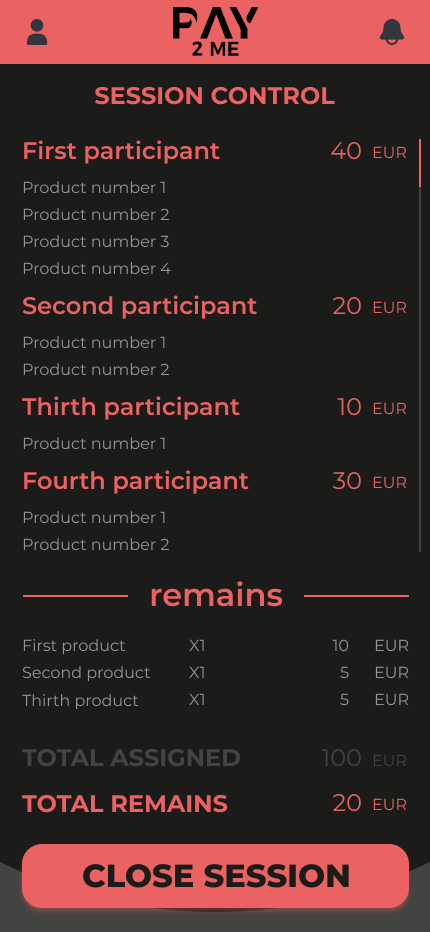 PAY
2 ME
SESSION CONTROL
First participant 40 EUR
Product number 1
Product number 2
Product number 3
Product number 4
Second participant 20 EUR
Product number 1
Product number 2
Thirth participant 10 EUR
Product number 1
Fourth participant 30 EUR
Product number 1
Product number 2
remains
First product X1 10 EUR
Second product X1 5 EUR
Thirth product X1 5 EUR
TOTAL ASSIGNED 100 EUR
TOTAL REMAINS 20 EUR
CLOSE SESSION